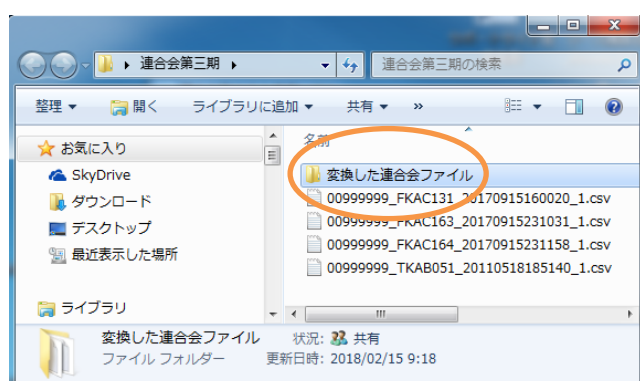 連合会第三期
連合会第三期の検索
整理 開く ライブラリに追加 共有 »
お気に入り
SkyDrive
ダウンロード
デスクトップ
最近表示した場所
ライブラリ
名前
変換した連合会ファイル
00999999_FKAC131_20170915160020_1.csv
00999999_FKAC163_20170915231031_1.csv
00999999_FKAC164_20170915231158_1.csv
00999999_TKAB051_20110518185140_1.csv
変換した連合会ファイル 状況: 共有
ファイル フォルダー 更新日時: 2018/02/15 9:18